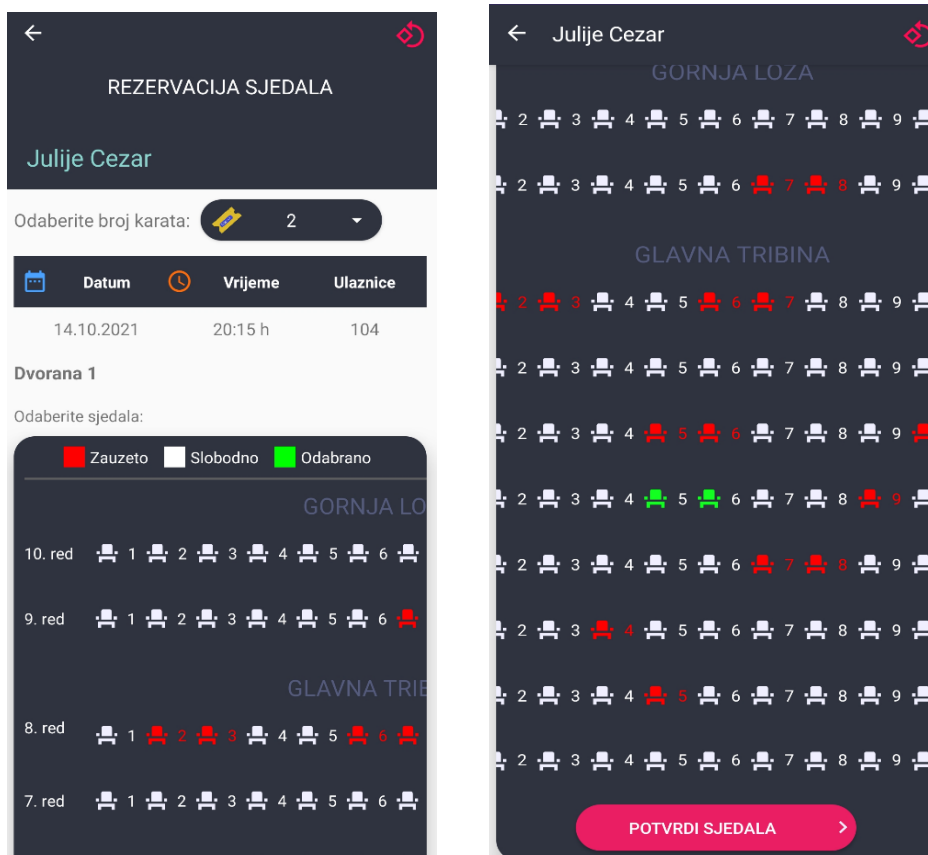 REZERVACIJA SJEDALA
Julije Cezar
Odaberite broj karata: 2
Datum Vrijeme Ulaznice
14.10.2021 20:15 h 104
Dvorana 1
Odaberite sjedala:
Zauzeto Slobodno Odabrano
GORNJA LO
10. red 1 2 3 4 5 6
9. red 1 2 3 4 5 6
GLAVNA TRIB
8. red 1 2 3 4 5 6
7. red 1 2 3 4 5 6
Julije Cezar
GORNJA LOZA
2 3 4 5 6 7 8 9
2 3 4 5 6 7 8 9
GLAVNA TRIBINA
2 3 4 5 6 7 8 9
2 3 4 5 6 7 8 9
2 3 4 5 6 7 8 9
2 3 4 5 6 7 8 9
2 3 4 5 6 7 8 9
2 3 4 5 6 7 8 9
2 3 4 5 6 7 8 9
2 3 4 5 6 7 8 9
POTVRDI SJEDALA